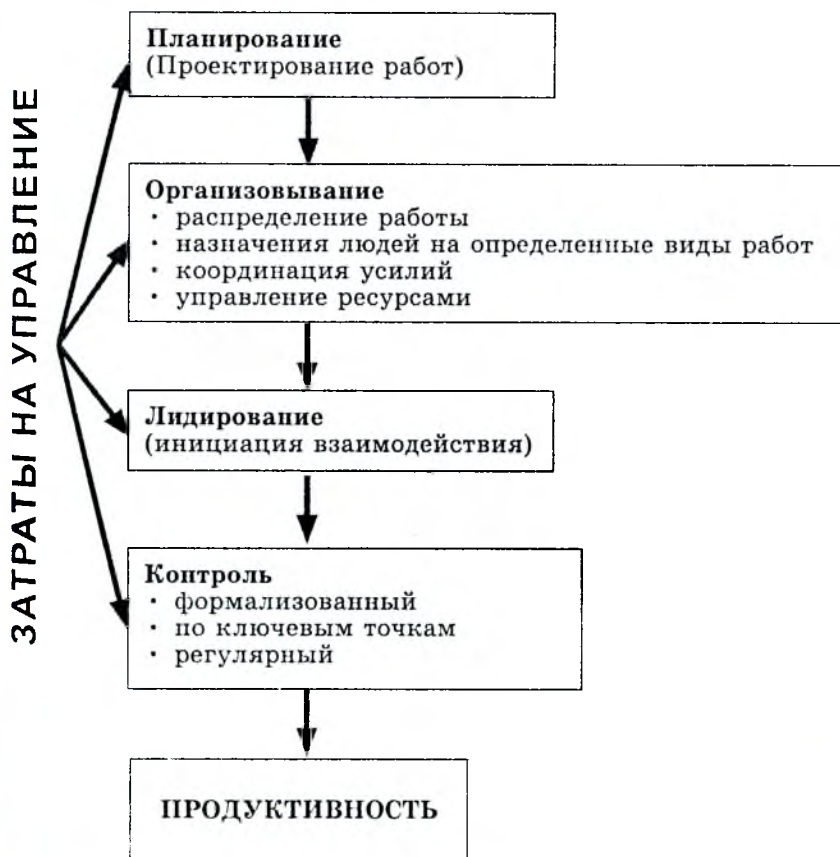 ЗАТРАТЫ НА УПРАВЛЕНИЕ
Планирование
(Проектирование работ)
Организовывание
· распределение работы
· назначения людей на определенные виды работ
· координация усилий
· управление ресурсами
Лидирование
(инициация взаимодействия)
Контроль
· формализованный
· по ключевым точкам
· регулярный
ПРОДУКТИВНОСТЬ